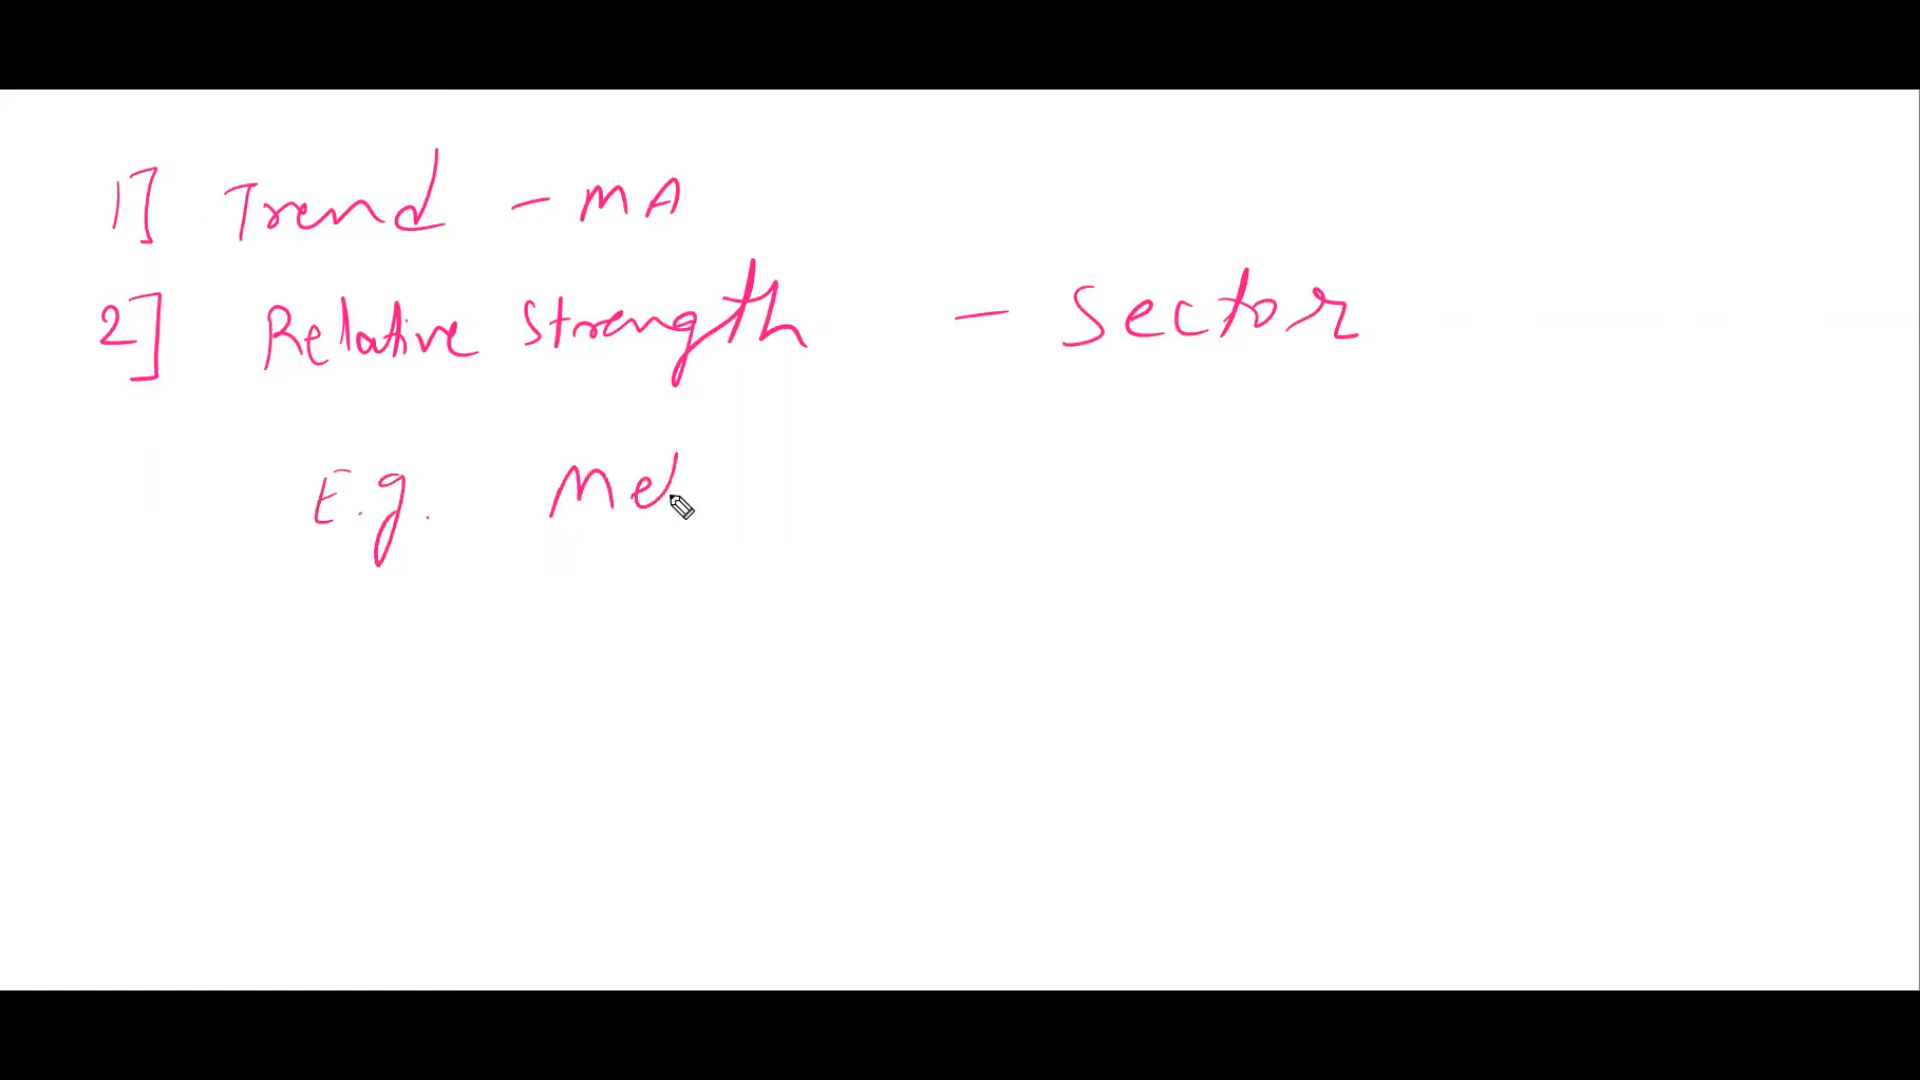 1] Trend - MA
2] Relative Strength - Sector
E.g. Me